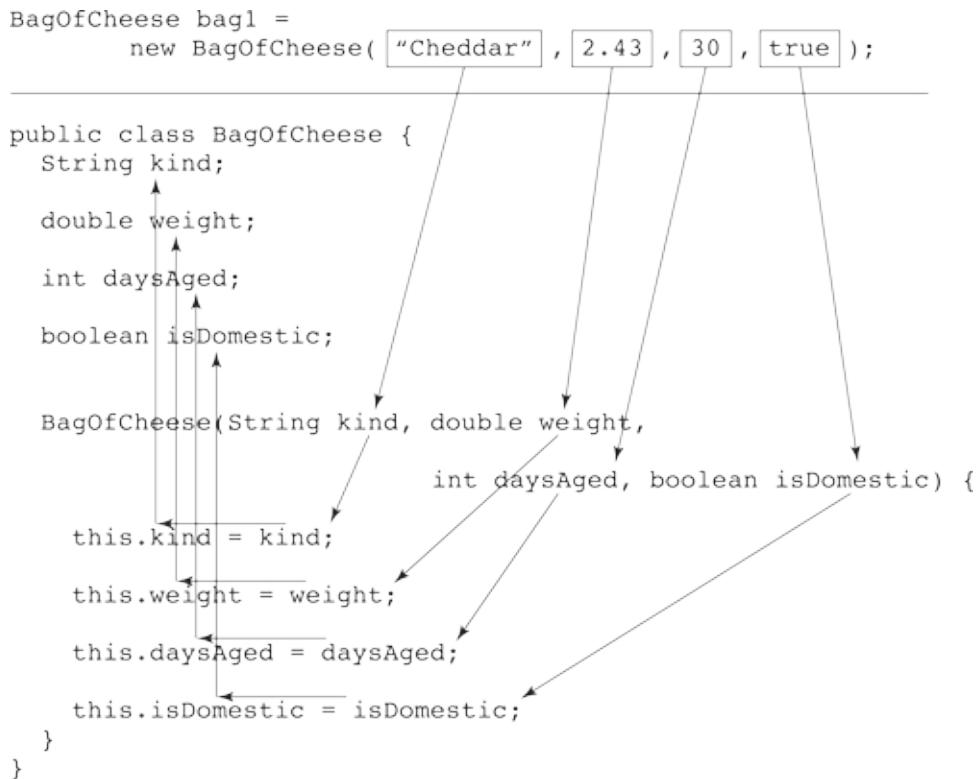 BagOfCheese bag1 =
new BagOfCheese( “Cheddar” , 2.43 , 30 , true );
public class BagOfCheese {
String kind;
double weight;
int daysAged;
boolean isDomestic;
BagOfCheese(String kind, double weight,
int daysAged, boolean isDomestic) {
this.kind = kind;
this.weight = weight;
this.daysAged = daysAged;
this.isDomestic = isDomestic;
}
}